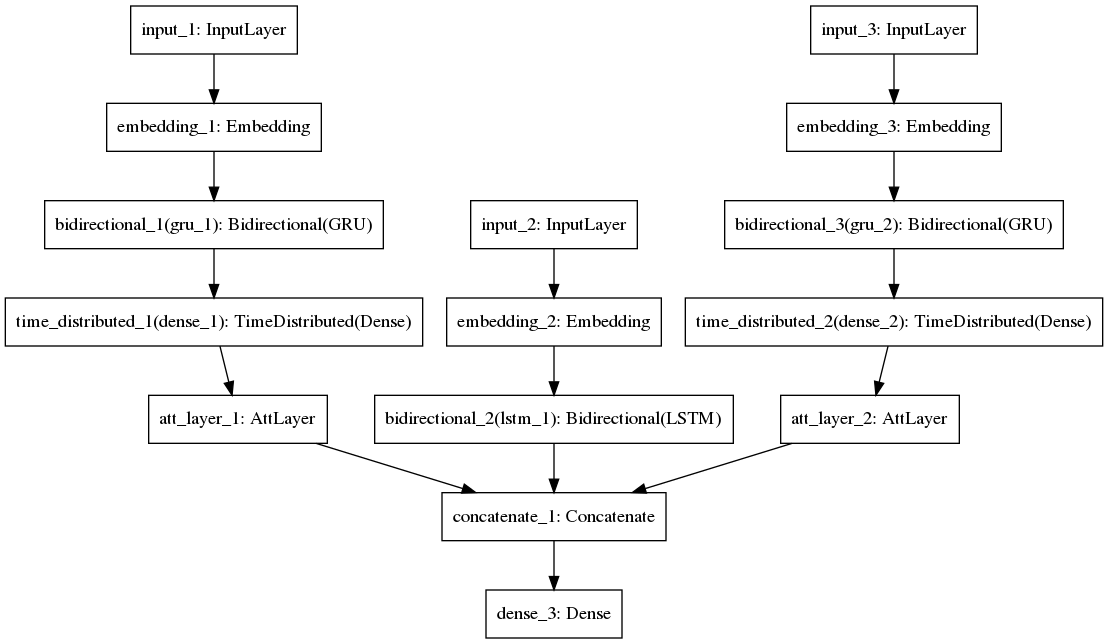 input_1: InputLayer
input_3: InputLayer
embedding_1: Embedding
embedding_3: Embedding
bidirectional_1(gru_1): Bidirectional(GRU)
input_2: InputLayer
bidirectional_3(gru_2): Bidirectional(GRU)
time_distributed_1(dense_1): TimeDistributed(Dense)
embedding_2: Embedding
time_distributed_2(dense_2): TimeDistributed(Dense)
att_layer_1: AttLayer
bidirectional_2(lstm_1): Bidirectional(LSTM)
att_layer_2: AttLayer
concatenate_1: Concatenate
dense_3: Dense